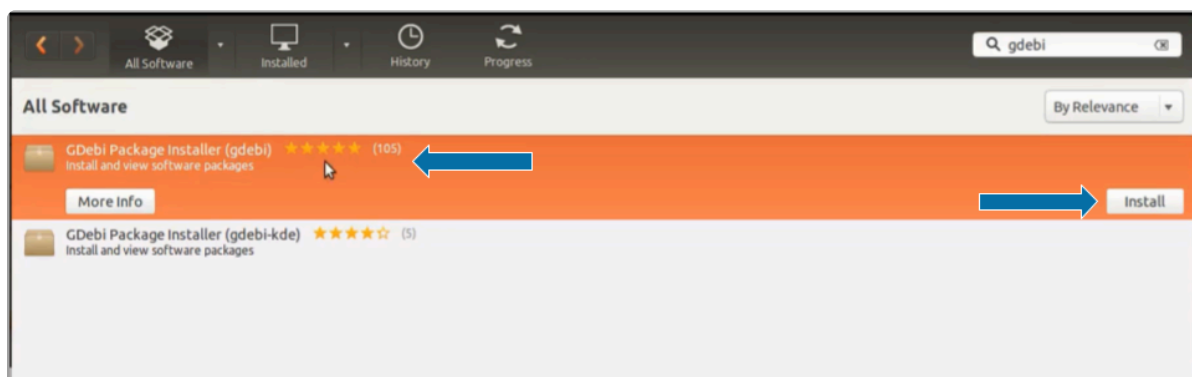 All Software
Installed
History
Progress
gdebi
All Software
By Relevance
GDebi Package Installer (gdebi) (105)
Install and view software packages
More Info
Install
GDebi Package Installer (gdebi-kde) (5)
Install and view software packages